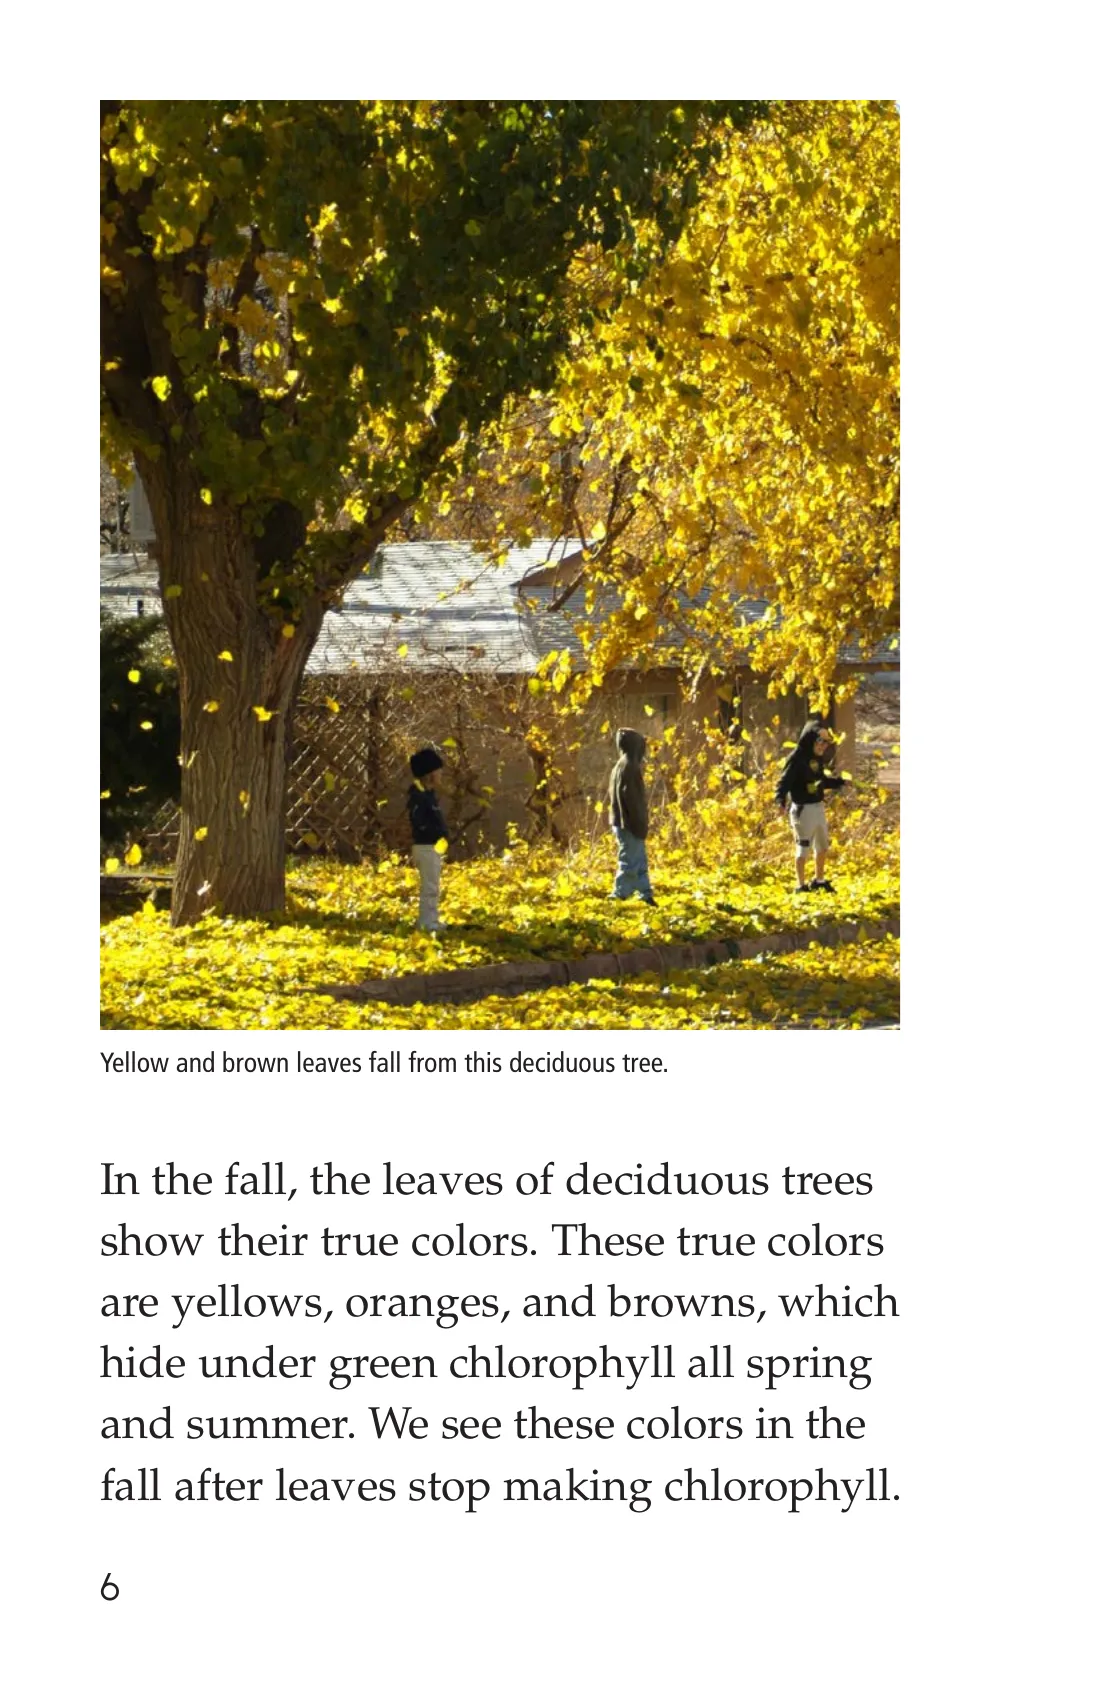 Yellow and brown leaves fall from this deciduous tree.
In the fall, the leaves of deciduous trees
show their true colors. These true colors
are yellows, oranges, and browns, which
hide under green chlorophyll all spring
and summer. We see these colors in the
fall after leaves stop making chlorophyll.
6